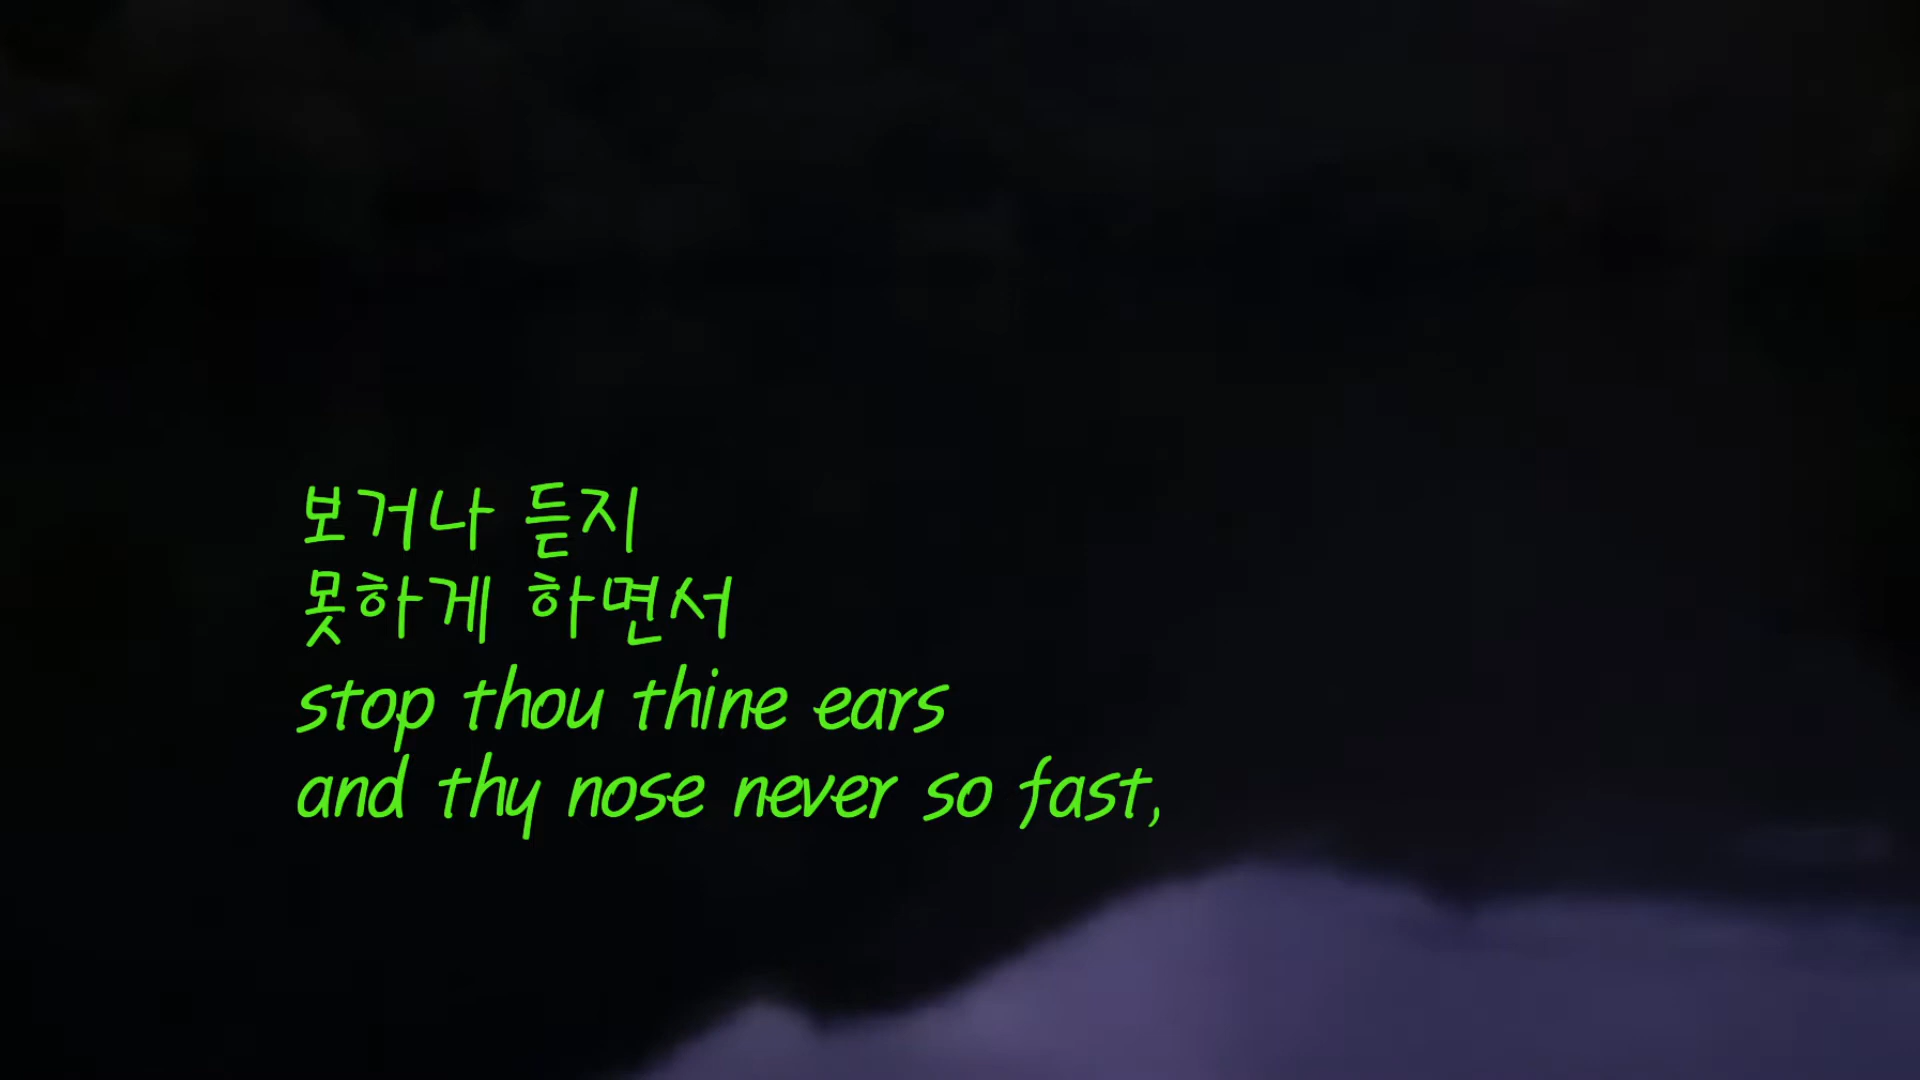 보거나 듣지
못하게 하면서
stop thou thine ears
and thy nose never so fast,